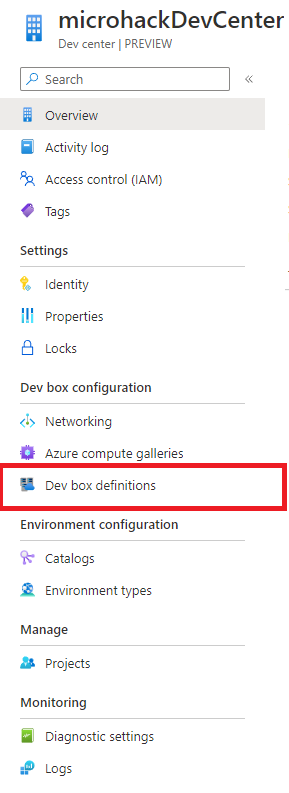 microhackDevCenter
Dev center | PREVIEW
Search
Overview
Activity log
Access control (IAM)
Tags
Settings
Identity
Properties
Locks
Dev box configuration
Networking
Azure compute galleries
Dev box definitions
Environment configuration
Catalogs
Environment types
Manage
Projects
Monitoring
Diagnostic settings
Logs